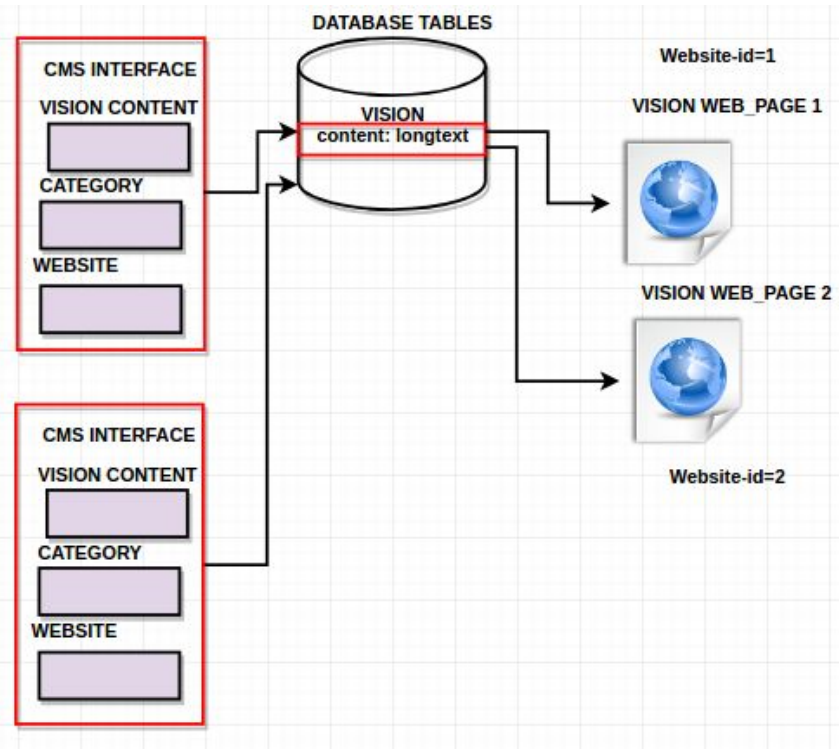 DATABASE TABLES
CMS INTERFACE
VISION CONTENT
CATEGORY
WEBSITE
VISION
content: longtext
Website-id=1
VISION WEB_PAGE 1
VISION WEB_PAGE 2
Website-id=2
CMS INTERFACE
VISION CONTENT
CATEGORY
WEBSITE